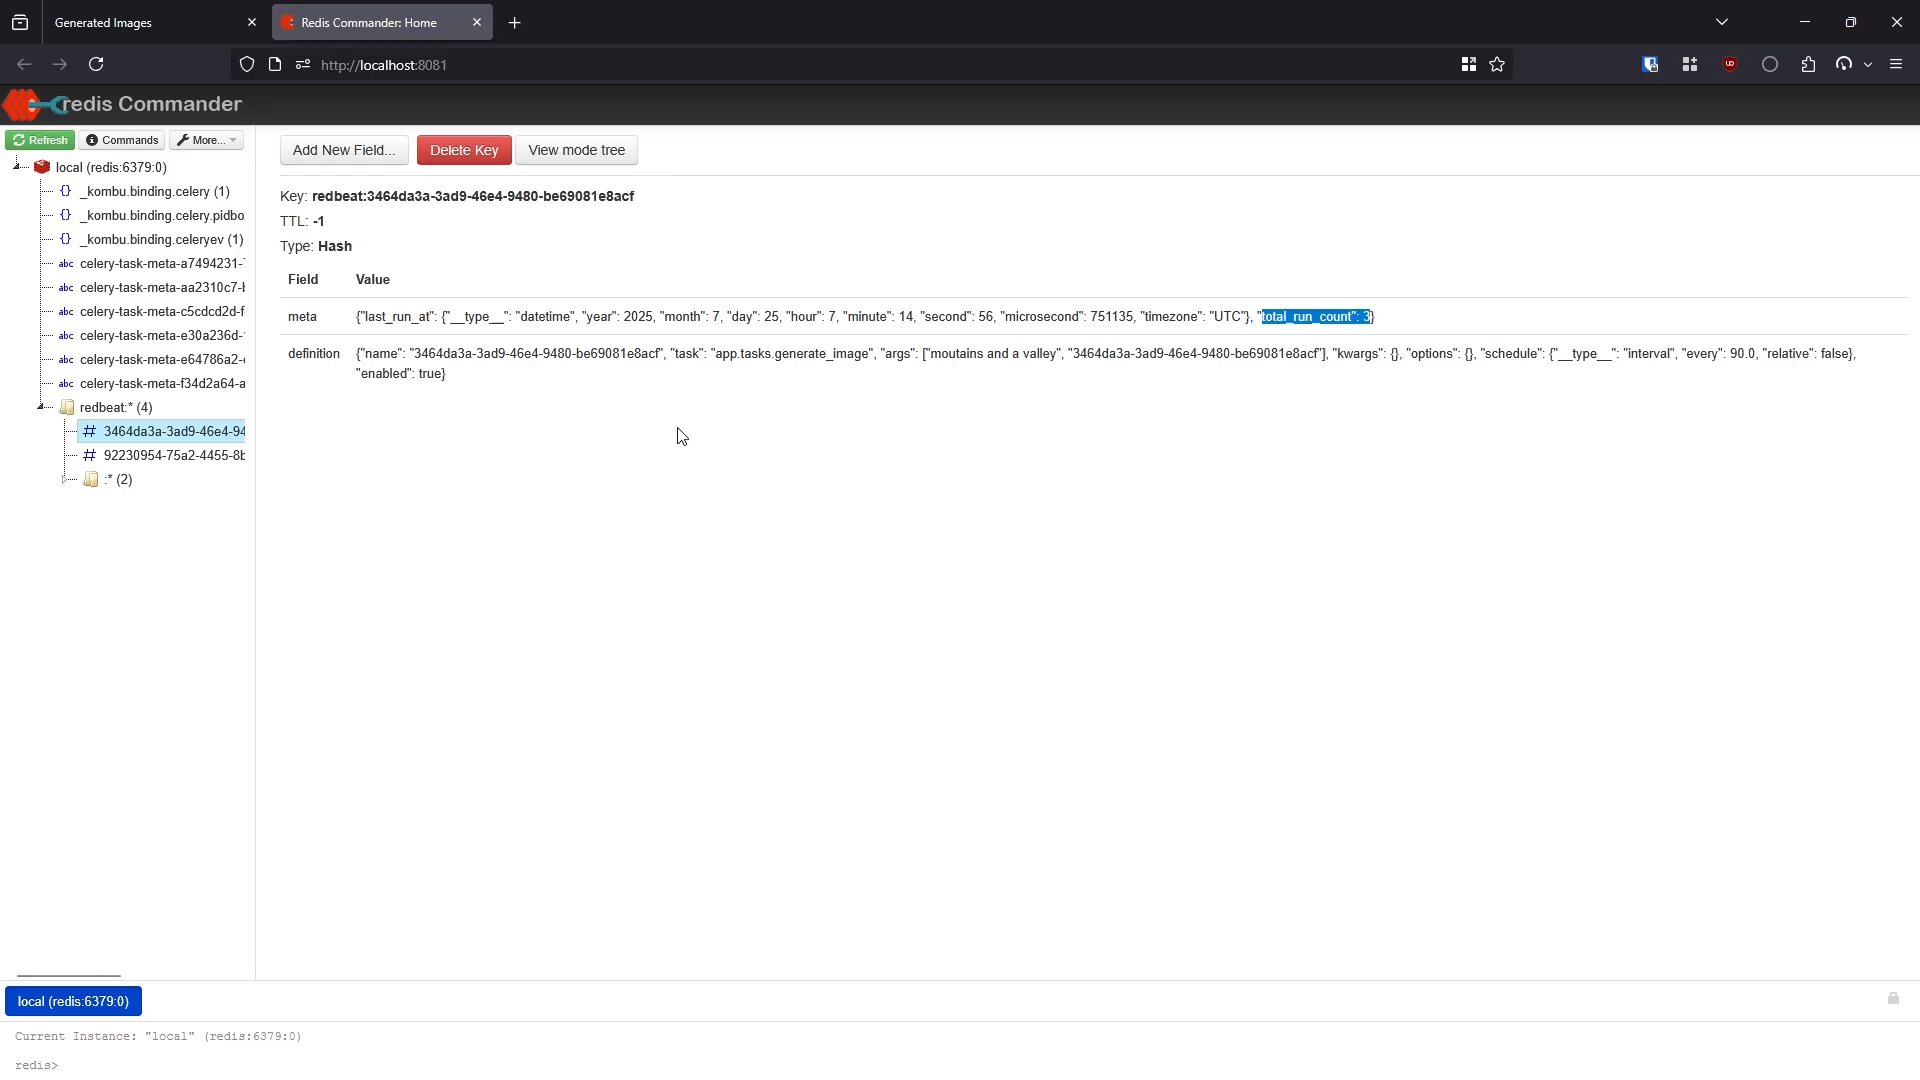 Generated Images
Redis Commander: Home
http://localhost:8081
redis Commander
Refresh
Commands
More...
local (redis:6379:0)
_kombu.binding.celery (1)
_kombu.binding.celery.pidbo
_kombu.binding.celeryev (1)
abc celery-task-meta-a7494231-
abc celery-task-meta-aa2310c7-
abc celery-task-meta-c5cdcd2d-f
abc celery-task-meta-e30a236d-
abc celery-task-meta-e64786a2-
abc celery-task-meta-f34d2a64-a
redbeat:* (4)
# 3464da3a-3ad9-46e4-94
# 92230954-75a2-4455-8b
:* (2)
Add New Field...
Delete Key
View mode tree
Key: redbeat:3464da3a-3ad9-46e4-9480-be69081e8acf
TTL: -1
Type: Hash
Field Value
meta {"last_run_at": {"__type__": "datetime", "year": 2025, "month": 7, "day": 25, "hour": 7, "minute": 14, "second": 56, "microsecond": 751135, "timezone": "UTC"}, "total_run_count": 3}
definition {"name": "3464da3a-3ad9-46e4-9480-be69081e8acf", "task": "app.tasks.generate_image", "args": ["moutains and a valley", "3464da3a-3ad9-46e4-9480-be69081e8acf"], "kwargs": {}, "options": {}, "schedule": {"__type__": "interval", "every": 90.0, "relative": false},
"enabled": true}
local (redis:6379:0)
Current Instance: "local" (redis:6379:0)
redis>